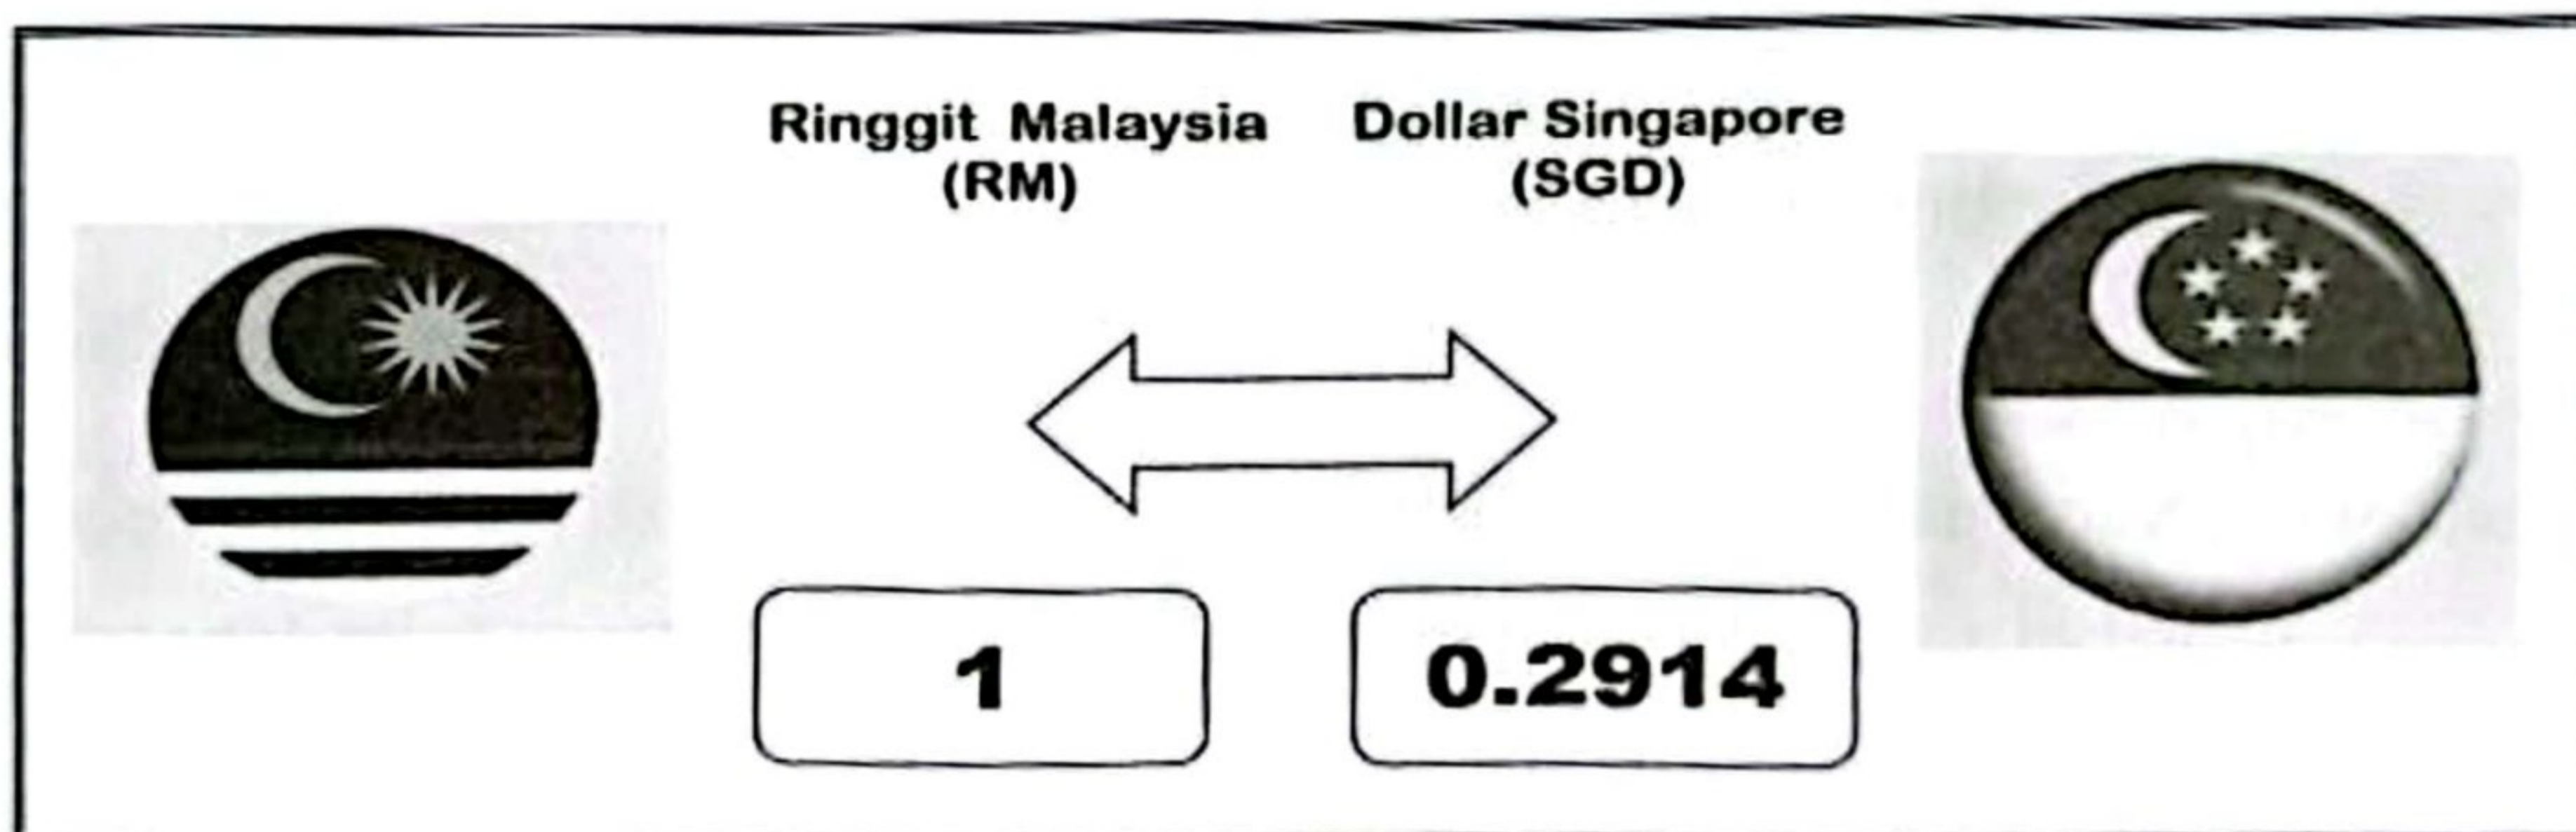 Ringgit Malaysia
(RM)
Dollar Singapore
(SGD)
1
0.2914